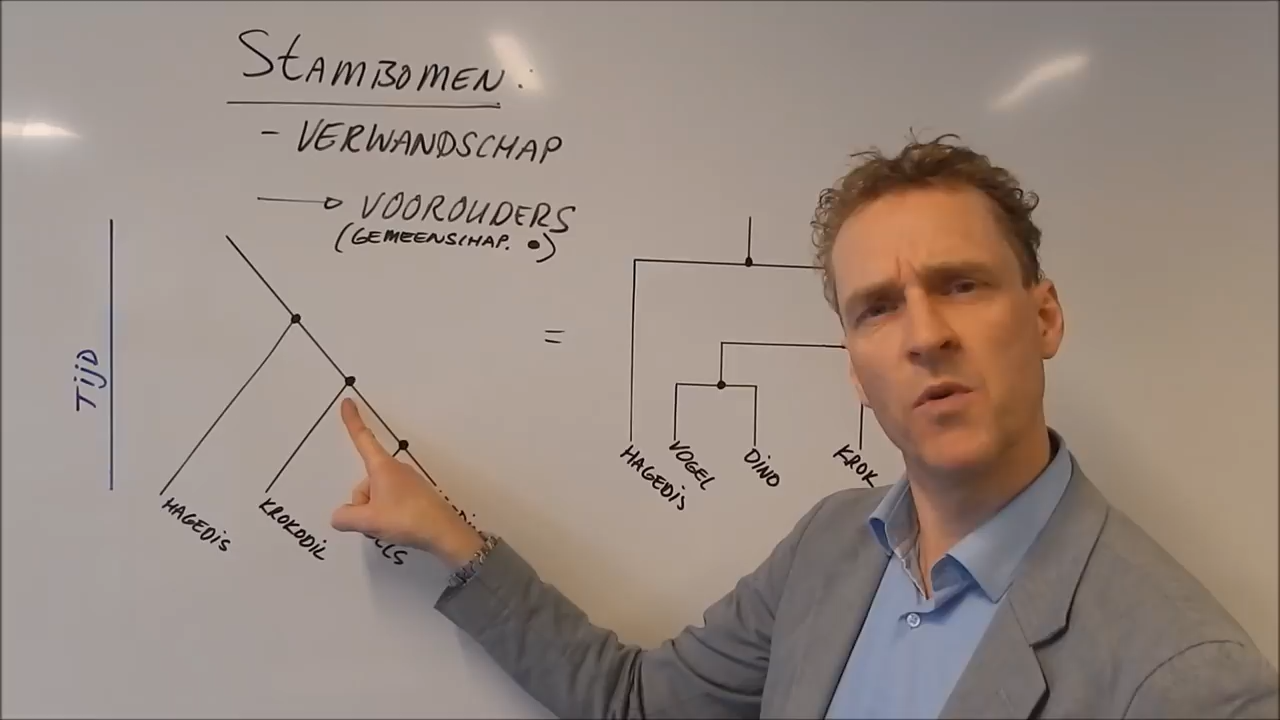 STAMBOMEN:
- VERWANDSCHAP
→ VOOROUDERS
(GEMEENSCHAP. •)
Tijd
=
HAGEDIS
KROKODIL
HAGEDIS
VOGEL
DINO
KROK